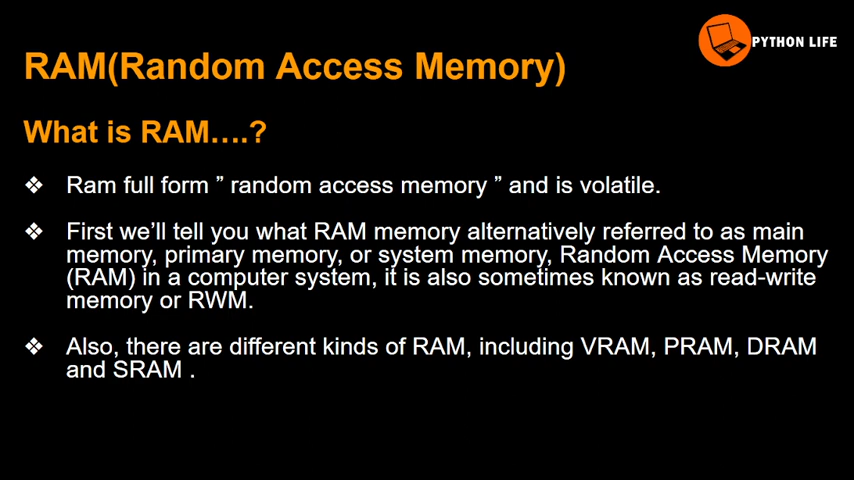 PYTHON LIFE
RAM(Random Access Memory)
What is RAM....?
❖ Ram full form ” random access memory ” and is volatile.
❖ First we’ll tell you what RAM memory alternatively referred to as main
memory, primary memory, or system memory, Random Access Memory
(RAM) in a computer system, it is also sometimes known as read-write
memory or RWM.
❖ Also, there are different kinds of RAM, including VRAM, PRAM, DRAM
and SRAM .